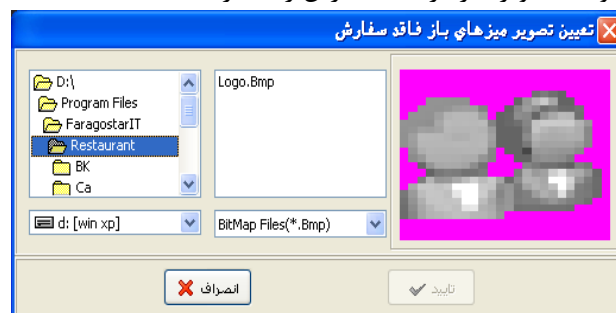 تعيين تصوير ميزهاي باز فاقد سفارش
D:\
Program Files
FaragostarIT
Restaurant
BK
Ca
Logo.Bmp
d: [win xp]
BitMap Files(*.Bmp)
انصراف
تاييد